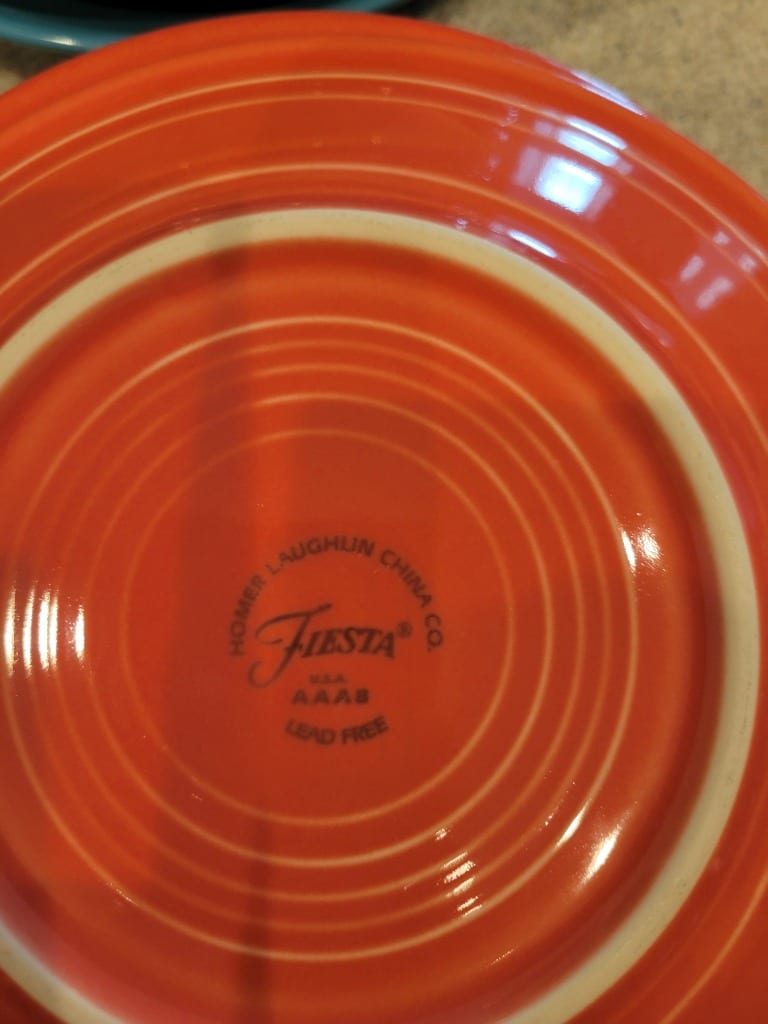 HOMER LAUGHLIN CHINA CO.
FIESTA®
U.S.A.
AAAB
LEAD FREE